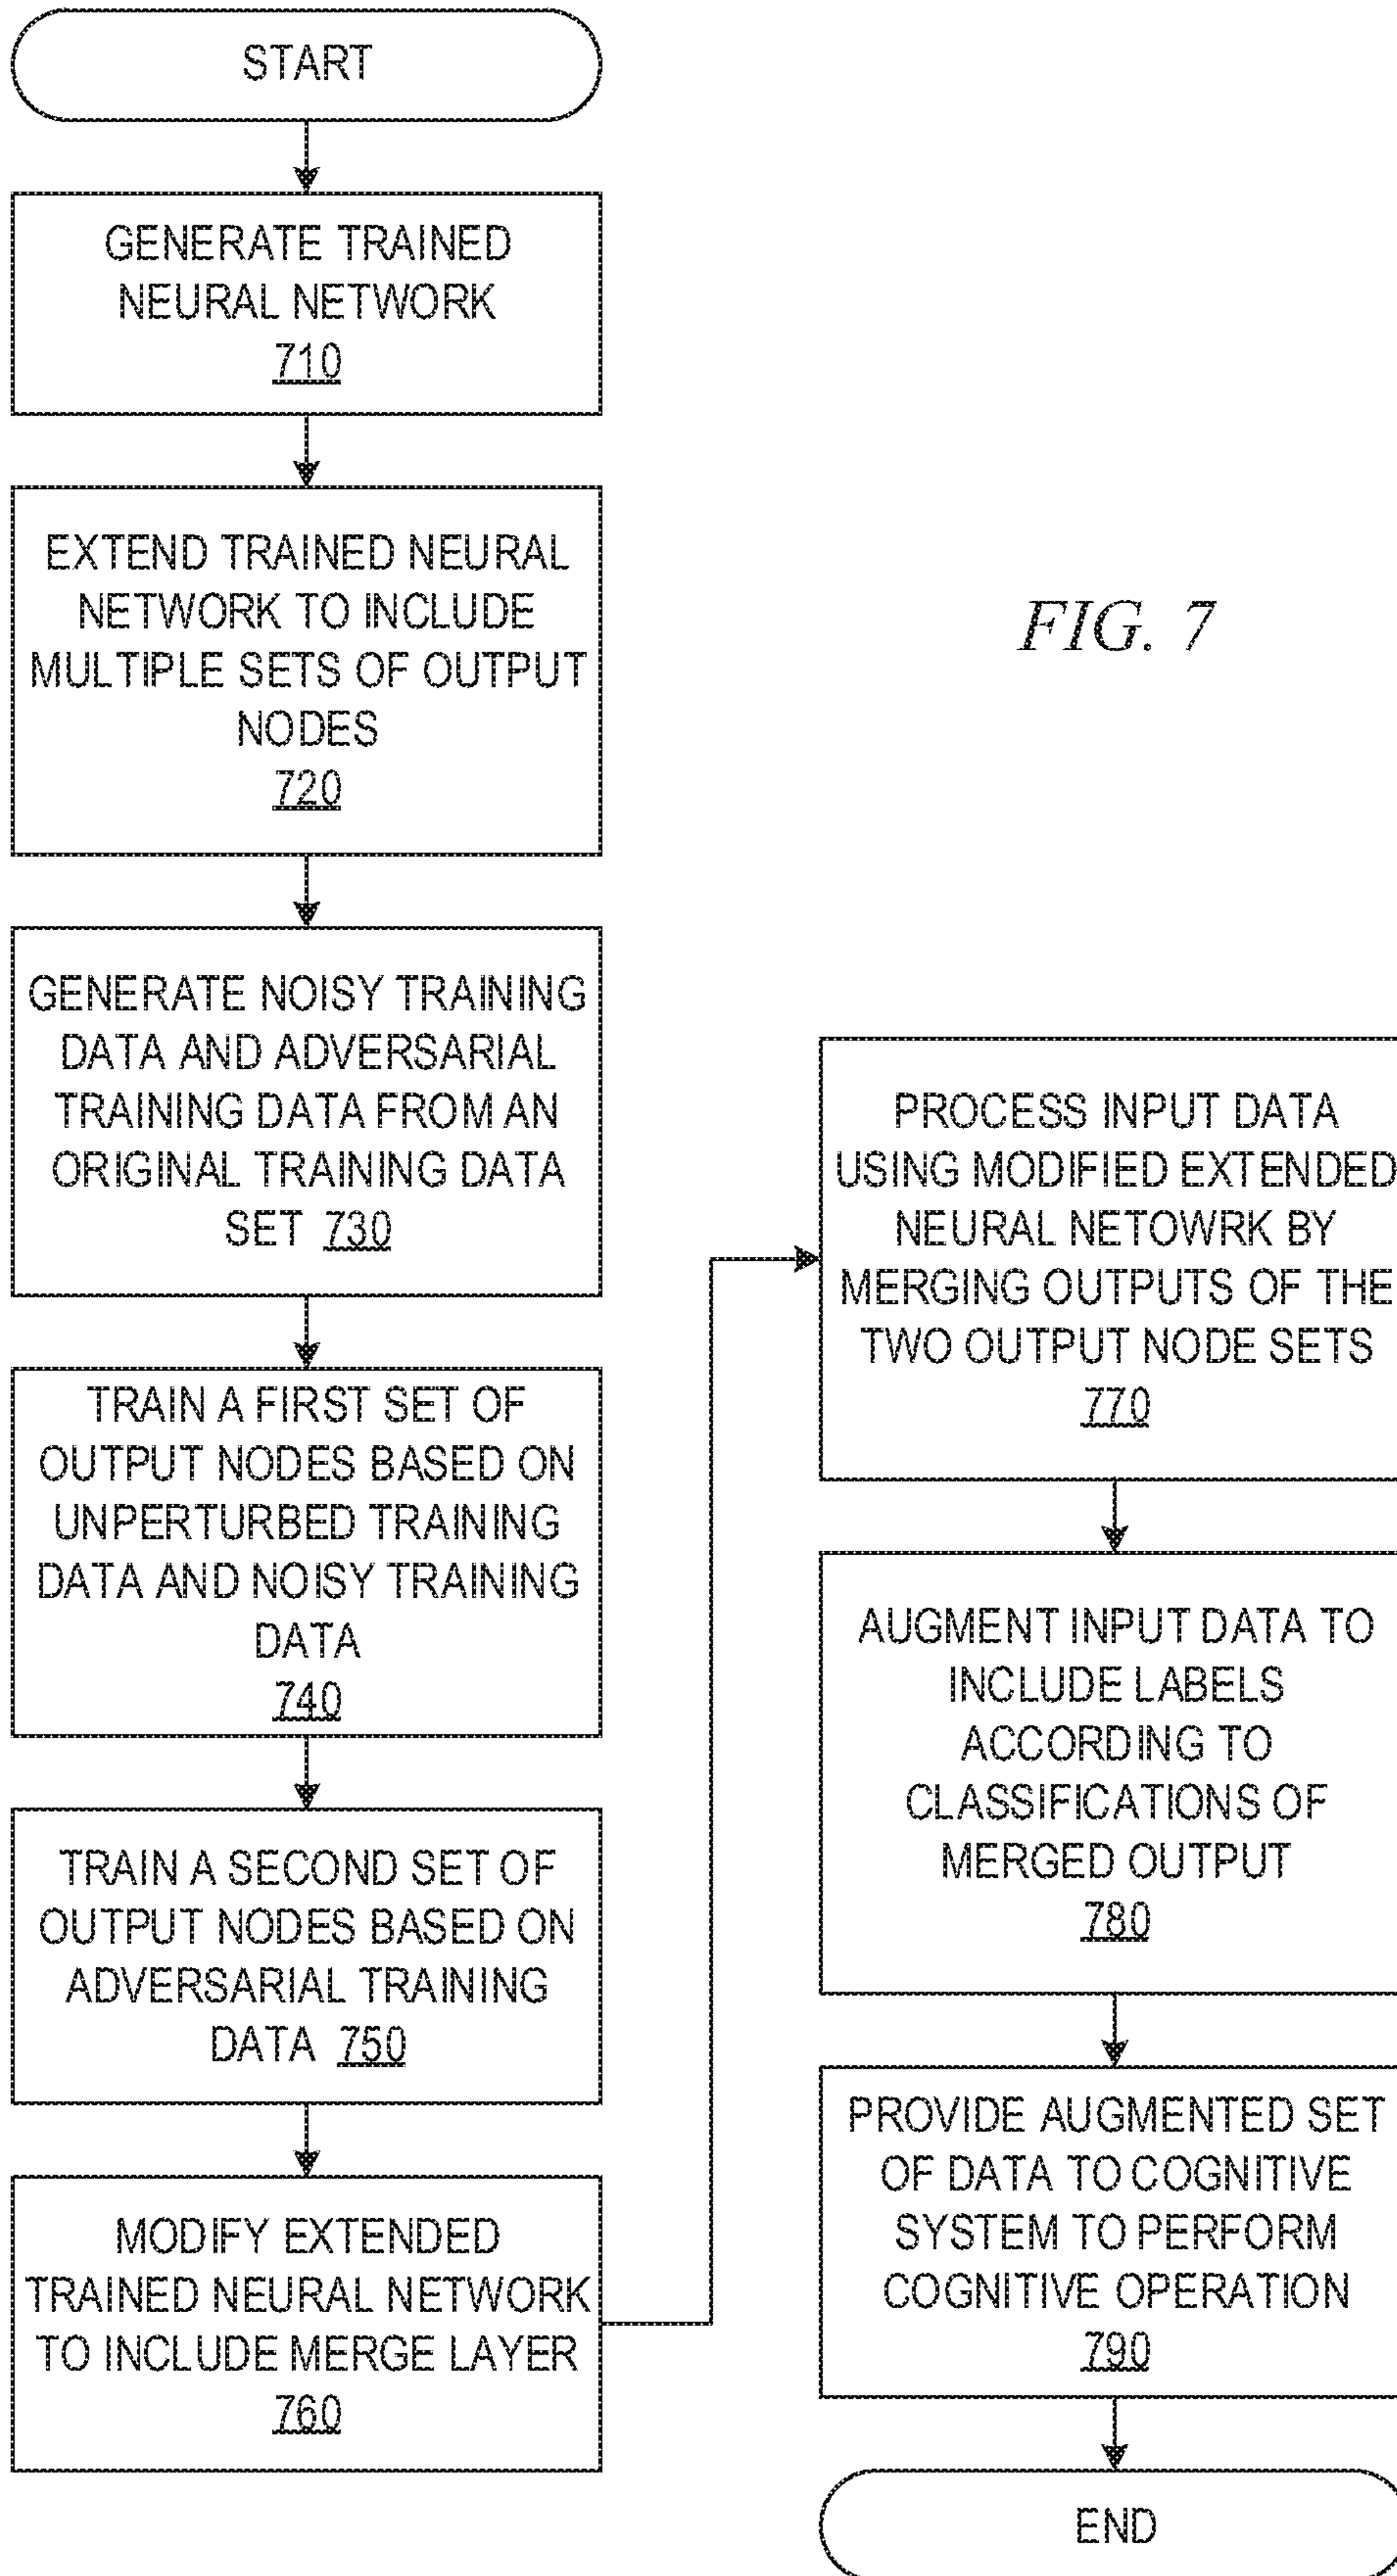 START
GENERATE TRAINED
NEURAL NETWORK
710
EXTEND TRAINED NEURAL
NETWORK TO INCLUDE
MULTIPLE SETS OF OUTPUT
NODES
720
GENERATE NOISY TRAINING
DATA AND ADVERSARIAL
TRAINING DATA FROM AN
ORIGINAL TRAINING DATA
SET 730
TRAIN A FIRST SET OF
OUTPUT NODES BASED ON
UNPERTURBED TRAINING
DATA AND NOISY TRAINING
DATA
740
TRAIN A SECOND SET OF
OUTPUT NODES BASED ON
ADVERSARIAL TRAINING
DATA 750
MODIFY EXTENDED
TRAINED NEURAL NETWORK
TO INCLUDE MERGE LAYER
760
FIG. 7
PROCESS INPUT DATA
USING MODIFIED EXTENDED
NEURAL NETOWRK BY
MERGING OUTPUTS OF THE
TWO OUTPUT NODE SETS
770
AUGMENT INPUT DATA TO
INCLUDE LABELS
ACCORDING TO
CLASSIFICATIONS OF
MERGED OUTPUT
780
PROVIDE AUGMENTED SET
OF DATA TO COGNITIVE
SYSTEM TO PERFORM
COGNITIVE OPERATION
790
END